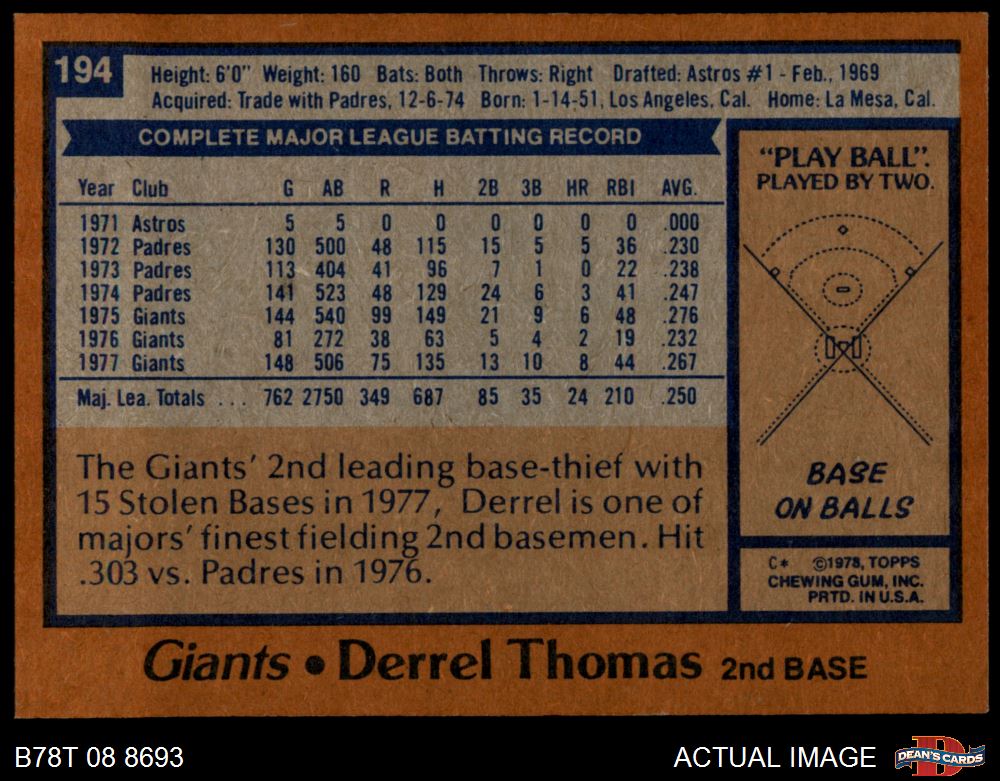 194
Height: 6'0" Weight: 160 Bats: Both Throws: Right Drafted: Astros #1 - Feb., 1969
Acquired: Trade with Padres, 12-6-74 Born: 1-14-51, Los Angeles, Cal. Home: La Mesa, Cal.
COMPLETE MAJOR LEAGUE BATTING RECORD
Year Club G AB R H 2B 3B HR RBI AVG.
1971 Astros 5 5 0 0 0 0 0 0 .000
1972 Padres 130 500 48 115 15 5 5 36 .230
1973 Padres 113 404 41 96 7 1 0 22 .238
1974 Padres 141 523 48 129 24 6 3 41 .247
1975 Giants 144 540 99 149 21 9 6 48 .276
1976 Giants 81 272 38 63 5 4 2 19 .232
1977 Giants 148 506 75 135 13 10 8 44 .267
Maj. Lea. Totals ... 762 2750 349 687 85 35 24 210 .250
The Giants' 2nd leading base-thief with
15 Stolen Bases in 1977, Derrel is one of
majors' finest fielding 2nd basemen. Hit
.303 vs. Padres in 1976.
"PLAY BALL".
PLAYED BY TWO.
BASE
ON BALLS
C* ©1978, TOPPS
CHEWING GUM, INC.
PRTD. IN U.S.A.
Giants • Derrel Thomas 2nd BASE
B78T 08 8693
ACTUAL IMAGE
D
DEAN'S CARDS